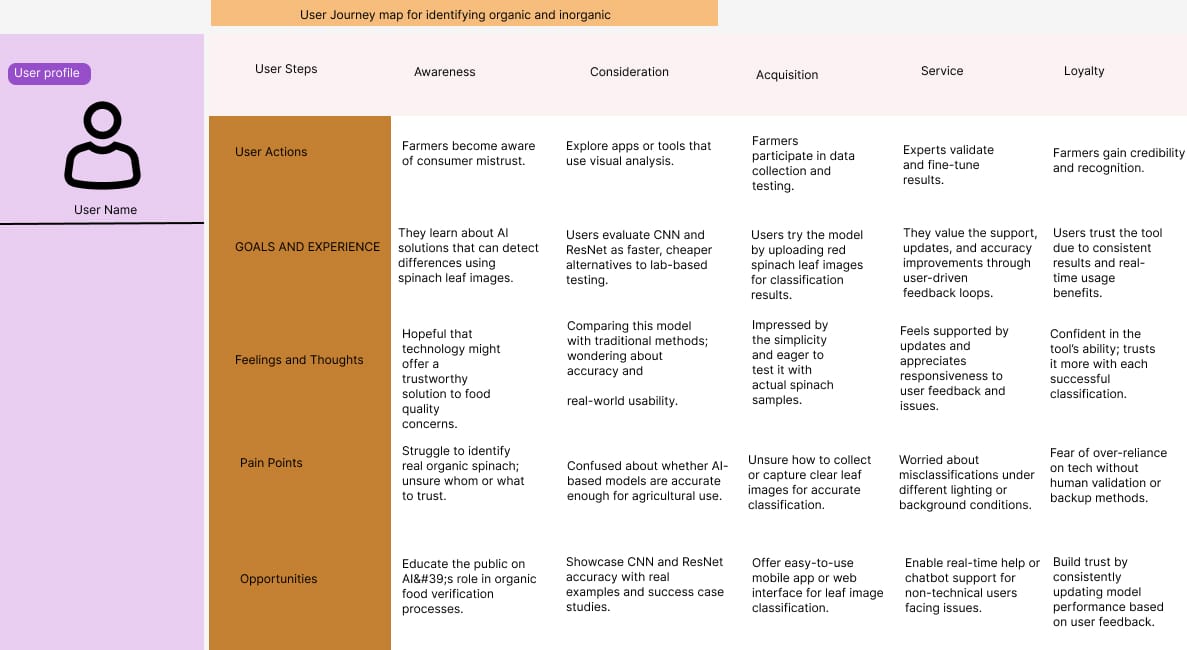 User Journey map for identifying organic and inorganic
User profile
User Name
User Steps
Awareness
Consideration
Acquisition
Service
Loyalty
User Actions
Farmers become aware
of consumer mistrust.
Explore apps or tools that
use visual analysis.
Farmers
participate in data
collection and
testing.
Experts validate
and fine-tune
results.
Farmers gain credibility
and recognition.
GOALS AND EXPERIENCE
They learn about AI
solutions that can detect
differences using
spinach leaf images.
Users evaluate CNN and
ResNet as faster, cheaper
alternatives to lab-based
testing.
Users try the model
by uploading red
spinach leaf images
for classification
results.
They value the support,
updates, and accuracy
improvements through
user-driven
feedback loops.
Users trust the tool
due to consistent
results and real-
time usage
benefits.
Feelings and Thoughts
Hopeful that
technology might
offer a
trustworthy
solution to food
quality
concerns.
Comparing this model
with traditional methods;
wondering about
accuracy and
real-world usability.
Impressed by
the simplicity
and eager to
test it with
actual spinach
samples.
Feels supported by
updates and
appreciates
responsiveness to
user feedback and
issues.
Confident in the
tool’s ability; trusts
it more with each
successful
classification.
Pain Points
Struggle to identify
real organic spinach;
unsure whom or what
to trust.
Confused about whether AI-
based models are accurate
enough for agricultural use.
Unsure how to collect
or capture clear leaf
images for accurate
classification.
Worried about
misclassifications under
different lighting or
background conditions.
Fear of over-reliance
on tech without
human validation or
backup methods.
Opportunities
Educate the public on
AI&#39;s role in organic
food verification
processes.
Showcase CNN and ResNet
accuracy with real
examples and success case
studies.
Offer easy-to-use
mobile app or web
interface for leaf image
classification.
Enable real-time help or
chatbot support for
non-technical users
facing issues.
Build trust by
consistently
updating model
performance based
on user feedback.